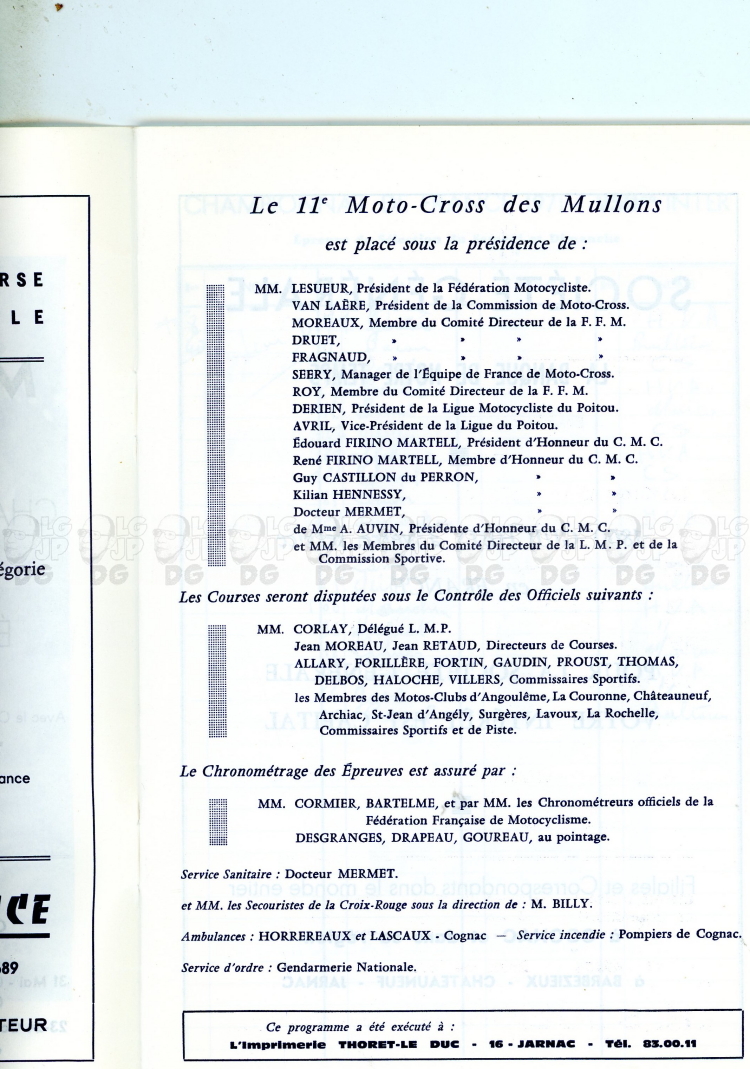 Le 11e Moto-Cross des Mullons
est placé sous la présidence de :
MM. LESUEUR, Président de la Fédération Motocycliste.
VAN LAËRE, Président de la Commission de Moto-Cross.
MOREAUX, Membre du Comité Directeur de la F. F. M.
DRUET, » » » »
FRAGNAUD, » » » »
SEERY, Manager de l'Équipe de France de Moto-Cross.
ROY, Membre du Comité Directeur de la F. F. M.
DERIEN, Président de la Ligue Motocycliste du Poitou.
AVRIL, Vice-Président de la Ligue du Poitou.
Édouard FIRINO MARTELL, Président d'Honneur du C. M. C.
René FIRINO MARTELL, Membre d'Honneur du C. M. C.
Guy CASTILLON du PERRON, » »
Kilian HENNESSY, » »
Docteur MERMET, » »
de Mme A. AUVIN, Présidente d'Honneur du C. M. C.
et MM. les Membres du Comité Directeur de la L. M. P. et de la
Commission Sportive.
Les Courses seront disputées sous le Contrôle des Officiels suivants :
MM. CORLAY, Délégué L. M.P.
Jean MOREAU, Jean RETAUD, Directeurs de Courses.
ALLARY, FORILLÈRE, FORTIN, GAUDIN, PROUST, THOMAS,
DELBOS, HALOCHE, VILLERS, Commissaires Sportifs.
les Membres des Motos-Clubs d'Angoulême, La Couronne, Châteauneuf,
Archiac, St-Jean d'Angély, Surgères, Lavoux, La Rochelle,
Commissaires Sportifs et de Piste.
Le Chronométrage des Épreuves est assuré par :
MM. CORMIER, BARTELME, et par MM. les Chronométreurs officiels de la
Fédération Française de Motocyclisme.
DESGRANGES, DRAPEAU, GOUREAU, au pointage.
Service Sanitaire : Docteur MERMET.
et MM. les Secouristes de la Croix-Rouge sous la direction de : M. BILLY.
Ambulances : HORREREAUX et LASCAUX - Cognac — Service incendie : Pompiers de Cognac.
Service d'ordre : Gendarmerie Nationale.
Ce programme a été exécuté à :
L'Imprimerie THORET-LE DUC - 16 - JARNAC - Tél. 83.00.11